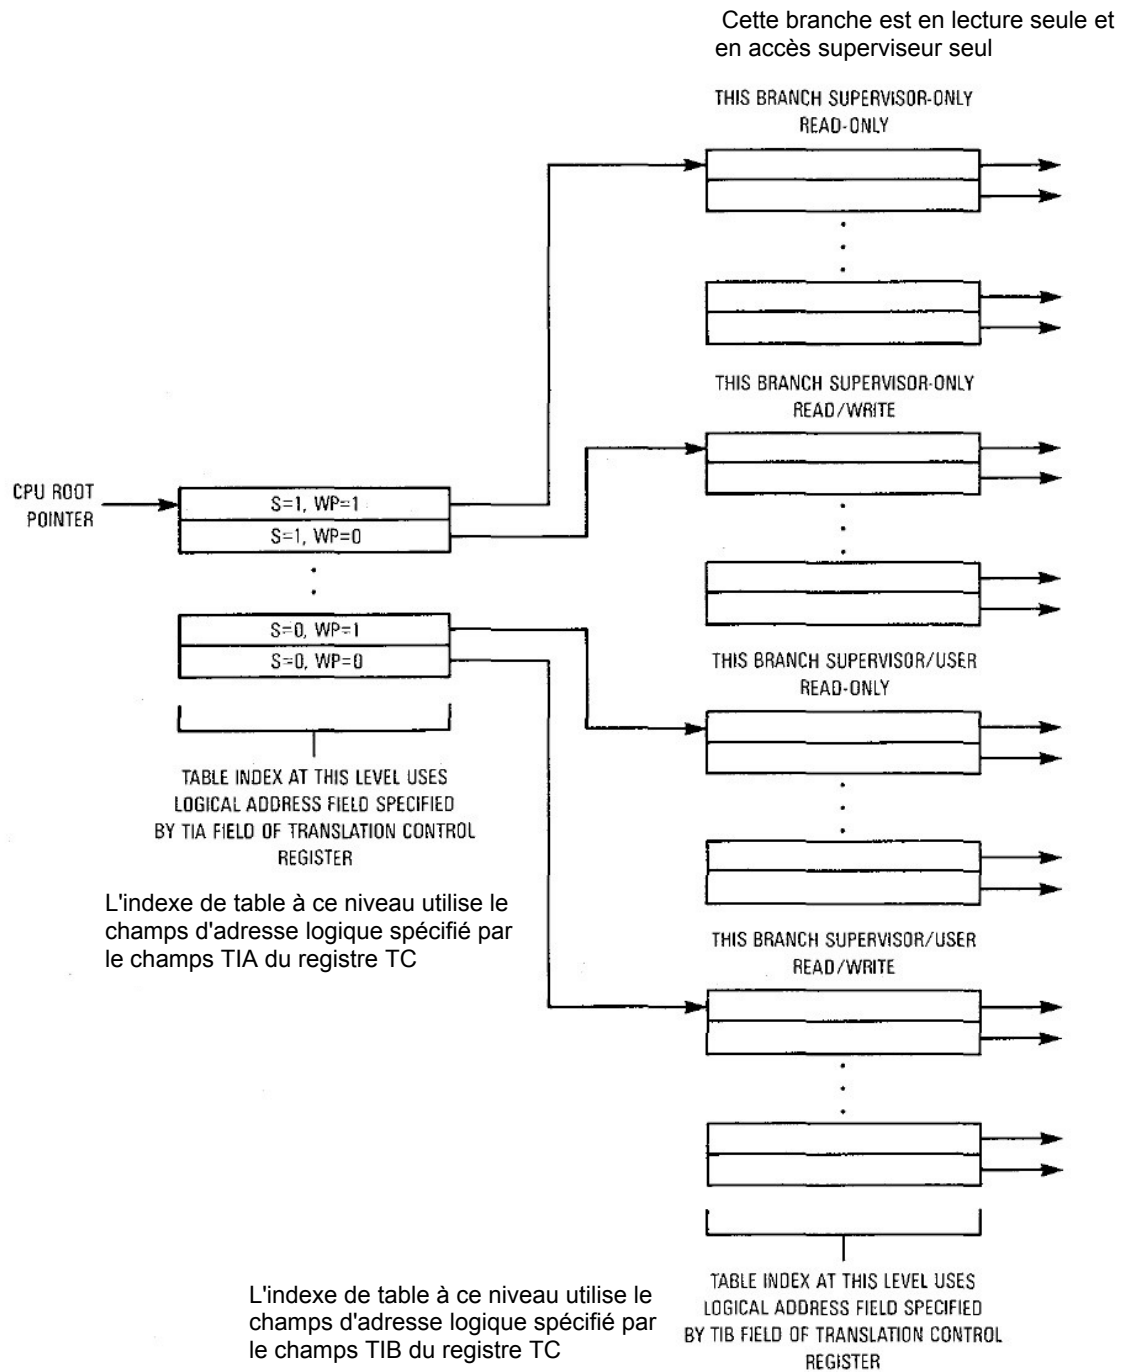 Cette branche est en lecture seule et
en accès superviseur seul
THIS BRANCH SUPERVISOR-ONLY
READ-ONLY
THIS BRANCH SUPERVISOR-ONLY
READ/WRITE
CPU ROOT
POINTER
S=1, WP=1
S=1, WP=0
S=0, WP=1
S=0, WP=0
THIS BRANCH SUPERVISOR/USER
READ-ONLY
TABLE INDEX AT THIS LEVEL USES
LOGICAL ADDRESS FIELD SPECIFIED
BY TIA FIELD OF TRANSLATION CONTROL
REGISTER
L'indexe de table à ce niveau utilise le
champs d'adresse logique spécifié par
le champs TIA du registre TC
THIS BRANCH SUPERVISOR/USER
READ/WRITE
L'indexe de table à ce niveau utilise le
champs d'adresse logique spécifié par
le champs TIB du registre TC
TABLE INDEX AT THIS LEVEL USES
LOGICAL ADDRESS FIELD SPECIFIED
BY TIB FIELD OF TRANSLATION CONTROL
REGISTER